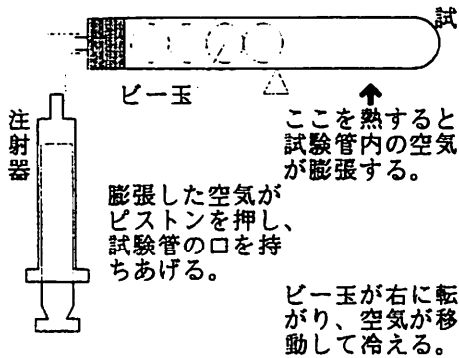 試
ビー玉
注射器
ここを熱すると
試験管内の空気
が膨張する。
膨張した空気が
ピストンを押し、
試験管の口を持
ちあげる。
ビー玉が右に転
がり、空気が移
動して冷える。